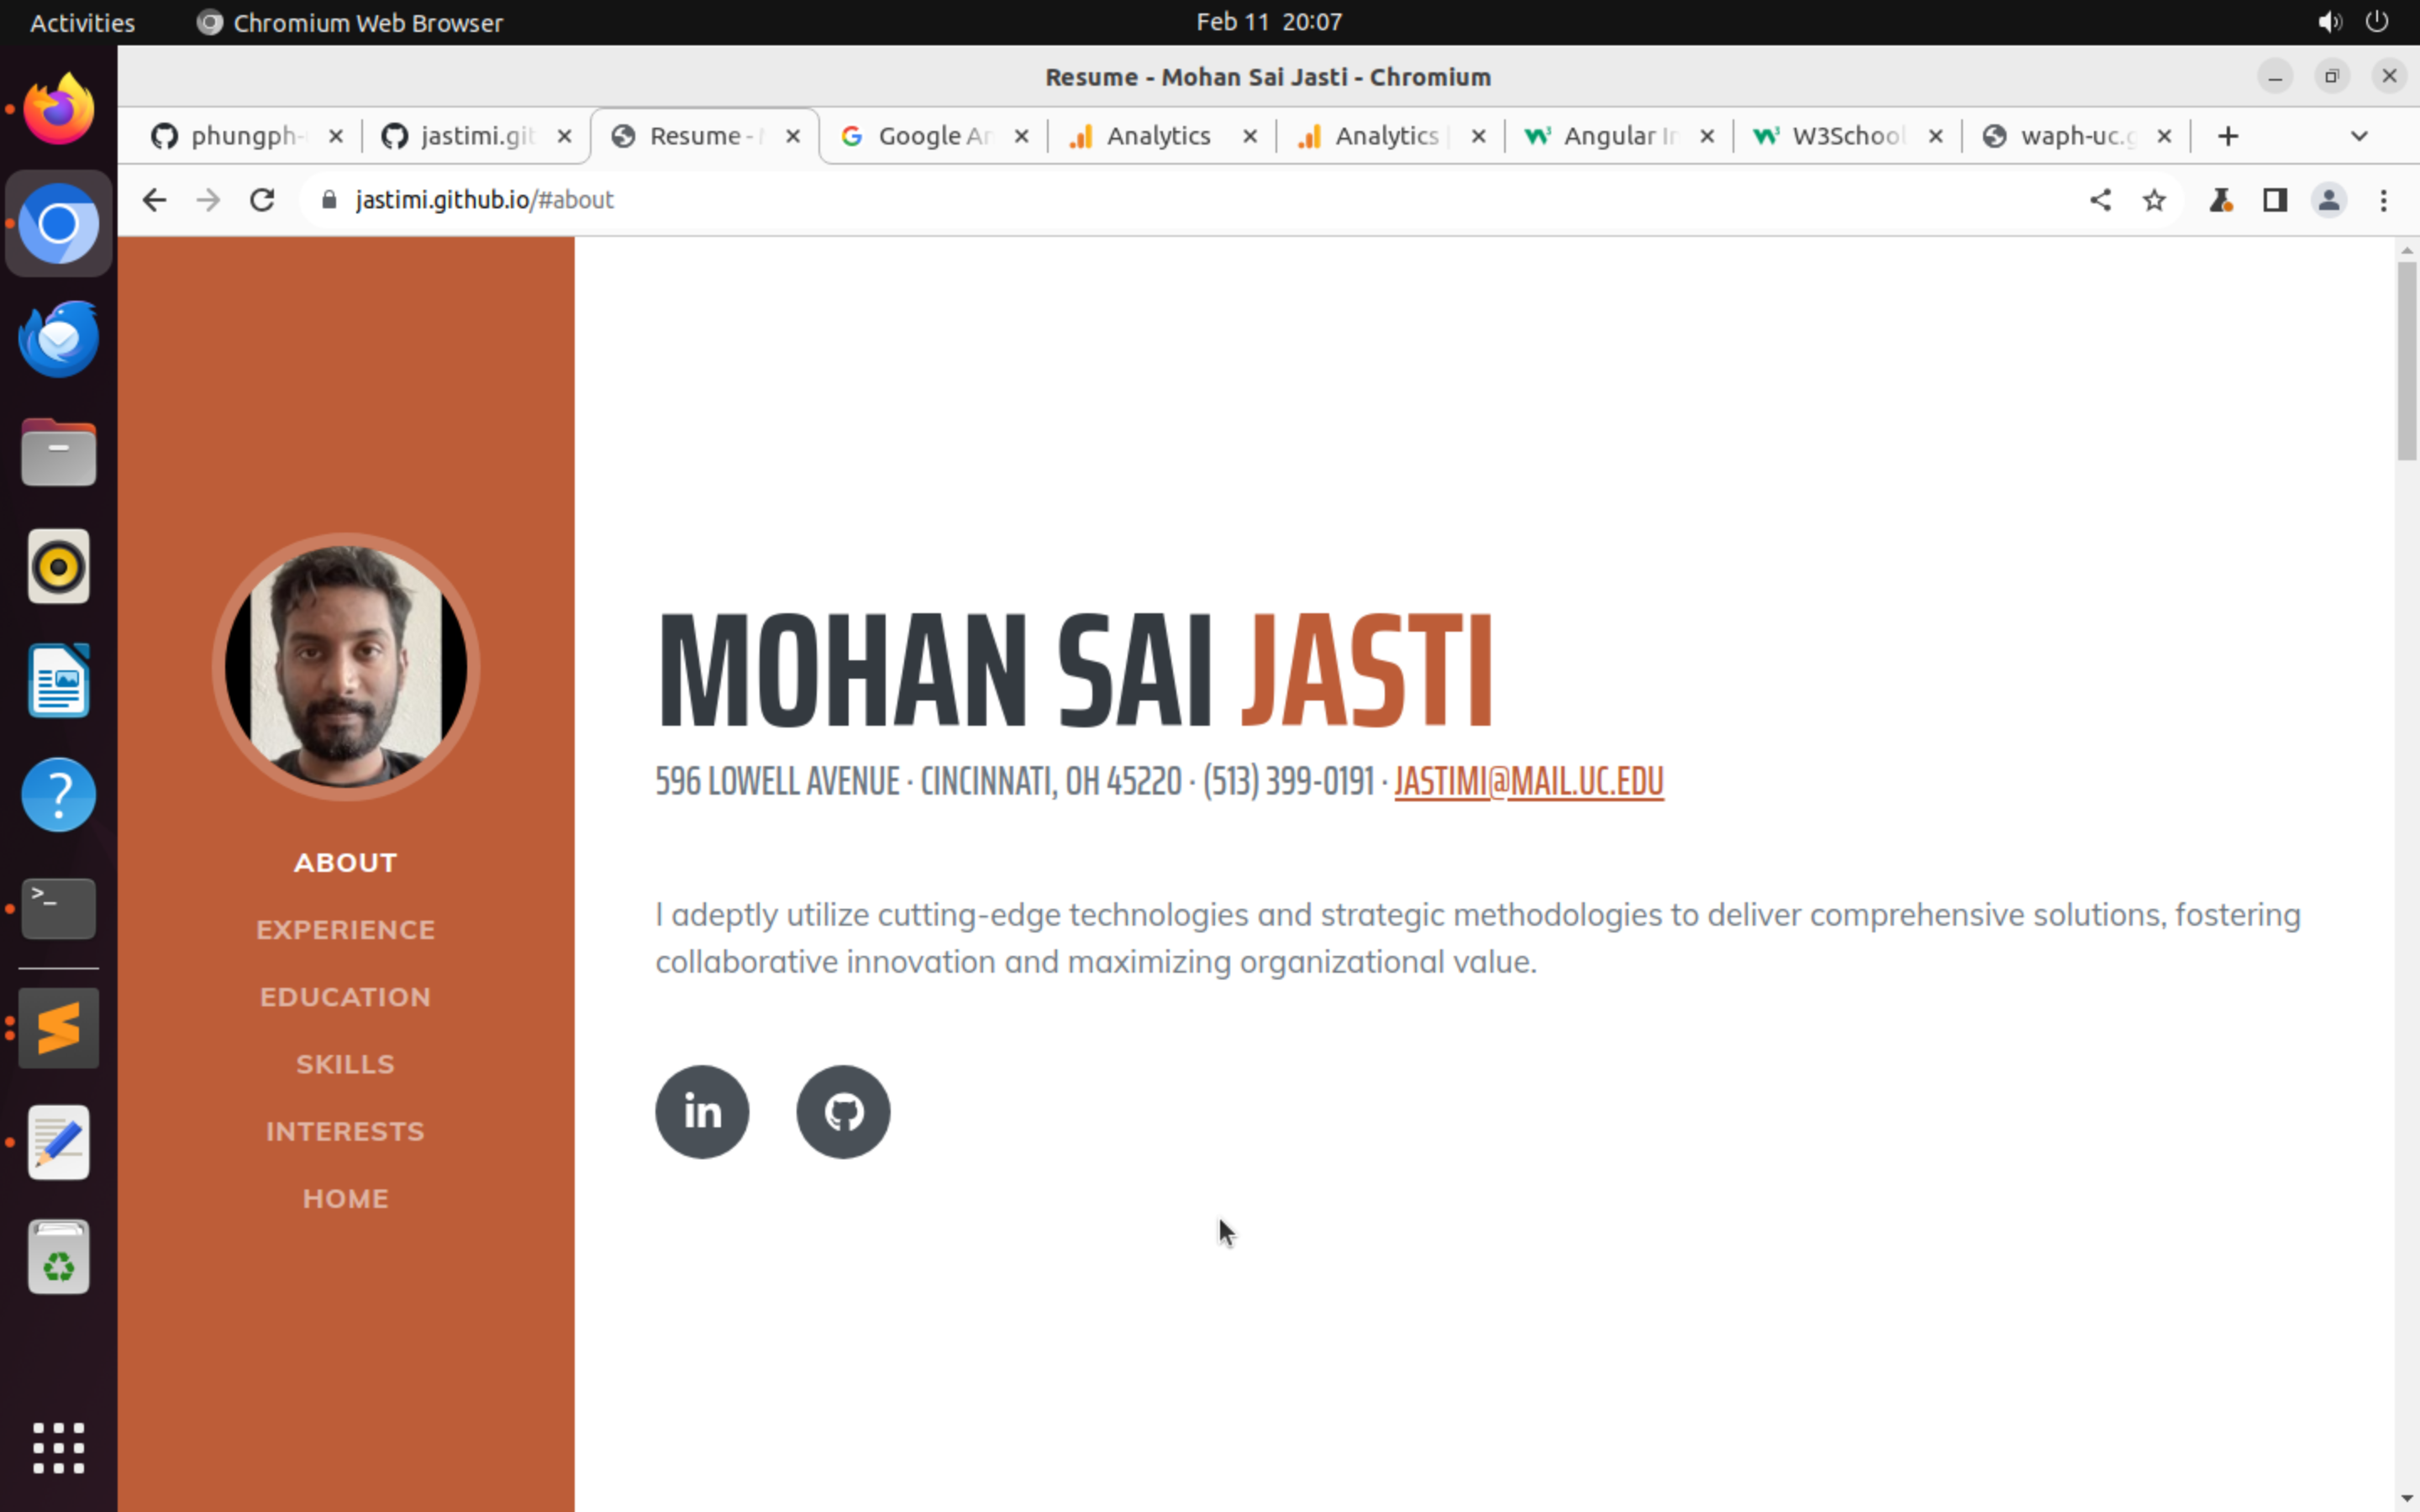 Activities Chromium Web Browser Feb 11 20:07
Resume - Mohan Sai Jasti - Chromium
phungph- jastimi.git Resume - Google An Analytics Analytics Angular In W3School waph-uc.g
jastimi.github.io/#about
MOHAN SAI JASTI
596 LOWELL AVENUE · CINCINNATI, OH 45220 · (513) 399-0191 · JASTIMI@MAIL.UC.EDU
ABOUT
I adeptly utilize cutting-edge technologies and strategic methodologies to deliver comprehensive solutions, fostering
collaborative innovation and maximizing organizational value.
EXPERIENCE
EDUCATION
SKILLS
INTERESTS
HOME
in